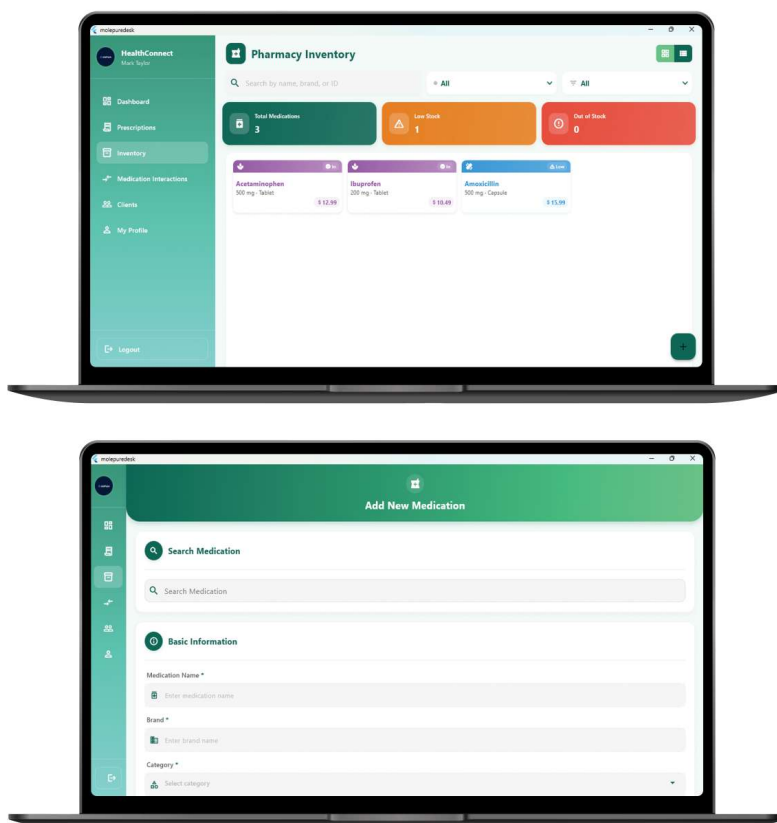 molepuredesk
HealthConnect
Mark Taylor
Pharmacy Inventory
Search by name, brand, or ID
All
All
Dashboard
Prescriptions
Inventory
Medication Interactions
Clients
My Profile
Logout
Total Medications
3
Low Stock
1
Out of Stock
0
In
In
Low
Acetaminophen
500 mg - Tablet
$ 12.99
Ibuprofen
200 mg - Tablet
$ 10.49
Amoxicillin
500 mg - Capsule
$ 15.99
molepuredesk
Add New Medication
Search Medication
Search Medication
Basic Information
Medication Name *
Enter medication name
Brand *
Enter brand name
Category *
Select category